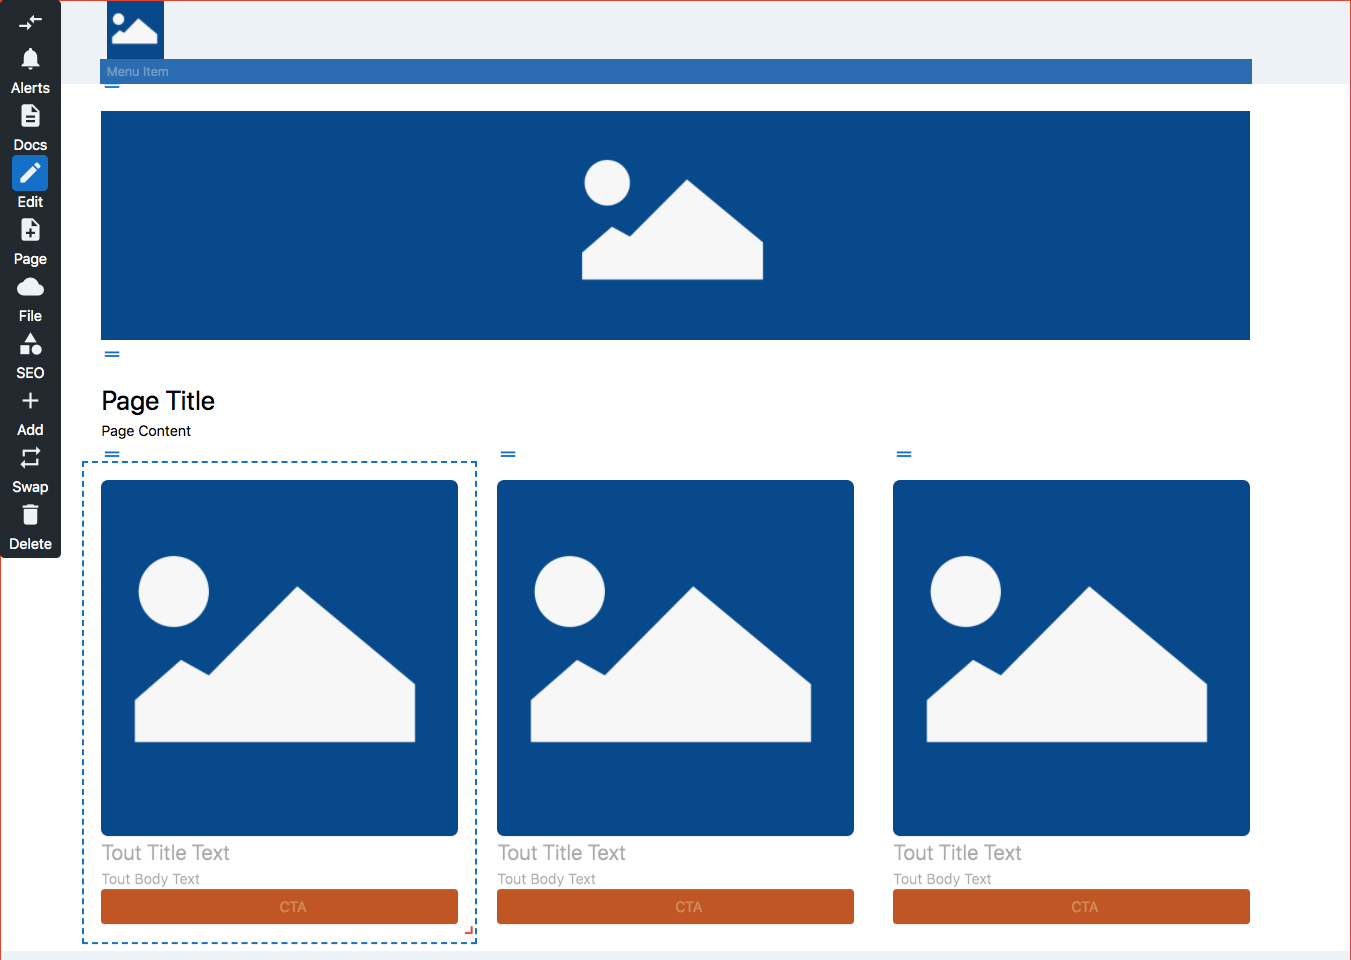 Menu Item
Alerts
Docs
Edit
Page
File
SEO
Add
Swap
Delete
Page Title
Page Content
Tout Title Text
Tout Body Text
CTA
Tout Title Text
Tout Body Text
CTA
Tout Title Text
Tout Body Text
CTA